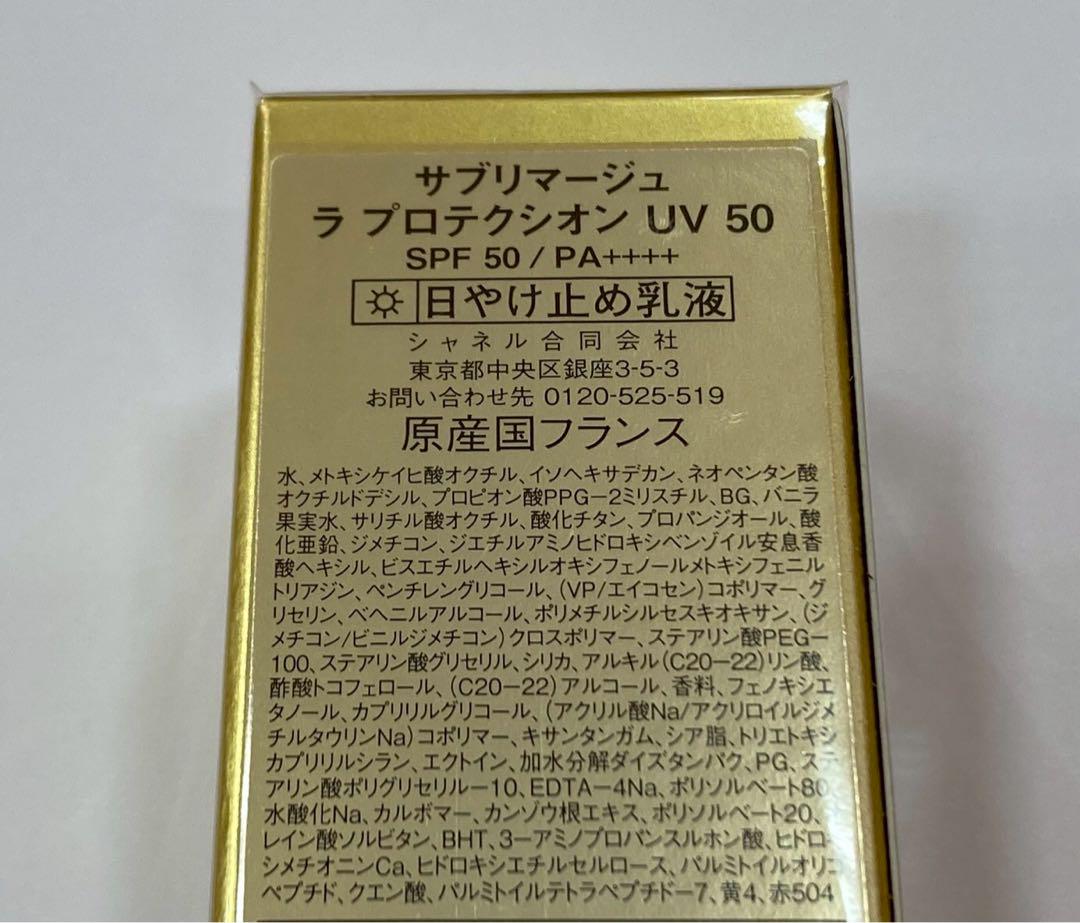 サブリマージュ
ラ プロテクシオン UV 50
SPF 50 / PA++++
日やけ止め乳液
シャネル合同会社
東京都中央区銀座3-5-3
お問い合わせ先 0120-525-519
原産国フランス
水、メトキシケイヒ酸オクチル、イソヘキサデカン、ネオペンタン酸
オクチルドデシル、プロピオン酸PPG-2ミリスチル、BG、バニラ
果実水、サリチル酸オクチル、酸化チタン、プロパンジオール、酸
化亜鉛、ジメチコン、ジエチルアミノヒドロキシベンゾイル安息香
酸ヘキシル、ビスエチルヘキシルオキシフェノールメトキシフェニル
トリアジン、ペンチレングリコール、(VP/エイコセン)コポリマー、グ
リセリン、ベヘニルアルコール、ポリメチルシルセスキオキサン、(ジ
メチコン/ビニルジメチコン)クロスポリマー、ステアリン酸PEG-
100、ステアリン酸グリセリル、シリカ、アルキル(C20-22)リン酸、
酢酸トコフェロール、(C20-22)アルコール、香料、フェノキシエ
タノール、カプリリルグリコール、(アクリル酸Na/アクリロイルジメ
チルタウリンNa)コポリマー、キサンタンガム、シア脂、トリエトキシ
カプリリルシラン、エクトイン、加水分解ダイズタンパク、PG、ステ
アリン酸ポリグリセリル-10、EDTA-4Na、ポリソルベート80
水酸化Na、カルボマー、カンゾウ根エキス、ポリソルベート20、
レイン酸ソルビタン、BHT、3-アミノプロパンスルホン酸、ヒドロ
シメチオニンCa、ヒドロキシエチルセルロース、パルミトイルオリゴ
ペプチド、クエン酸、パルミトイルテトラペプチド-7、黄4、赤504